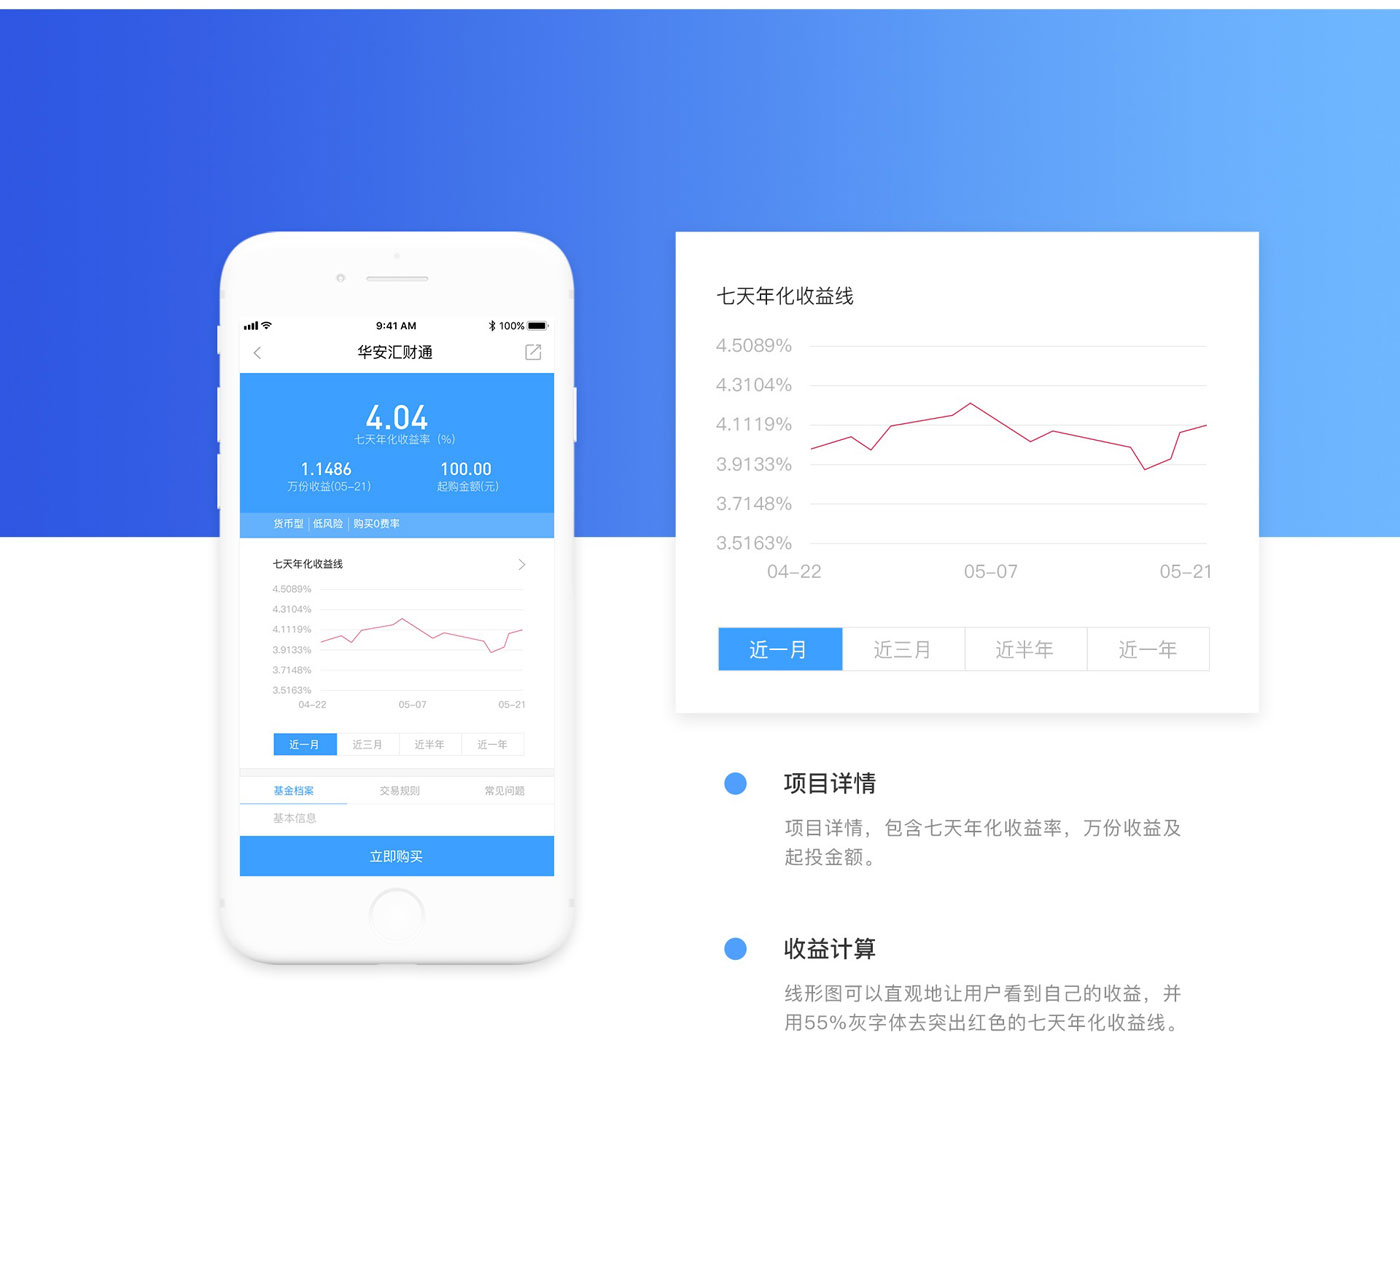 9:41 AM
100%
华安汇财通
4.04
七天年化收益率（%）
1.1486
100.00
万份收益(05-21)
起购金额(元)
货币型 | 低风险 | 购买0费率
七天年化收益线
4.5089%
4.3104%
4.1119%
3.9133%
3.7148%
3.5163%
04-22 05-07 05-21
近一月 近三月 近半年 近一年
基金档案 交易规则 常见问题
基本信息
立即购买
七天年化收益线
4.5089%
4.3104%
4.1119%
3.9133%
3.7148%
3.5163%
04-22 05-07 05-21
近一月 近三月 近半年 近一年
项目详情
项目详情，包含七天年化收益率，万份收益及
起投金额。
收益计算
线形图可以直观地让用户看到自己的收益，并
用55%灰字体去突出红色的七天年化收益线。